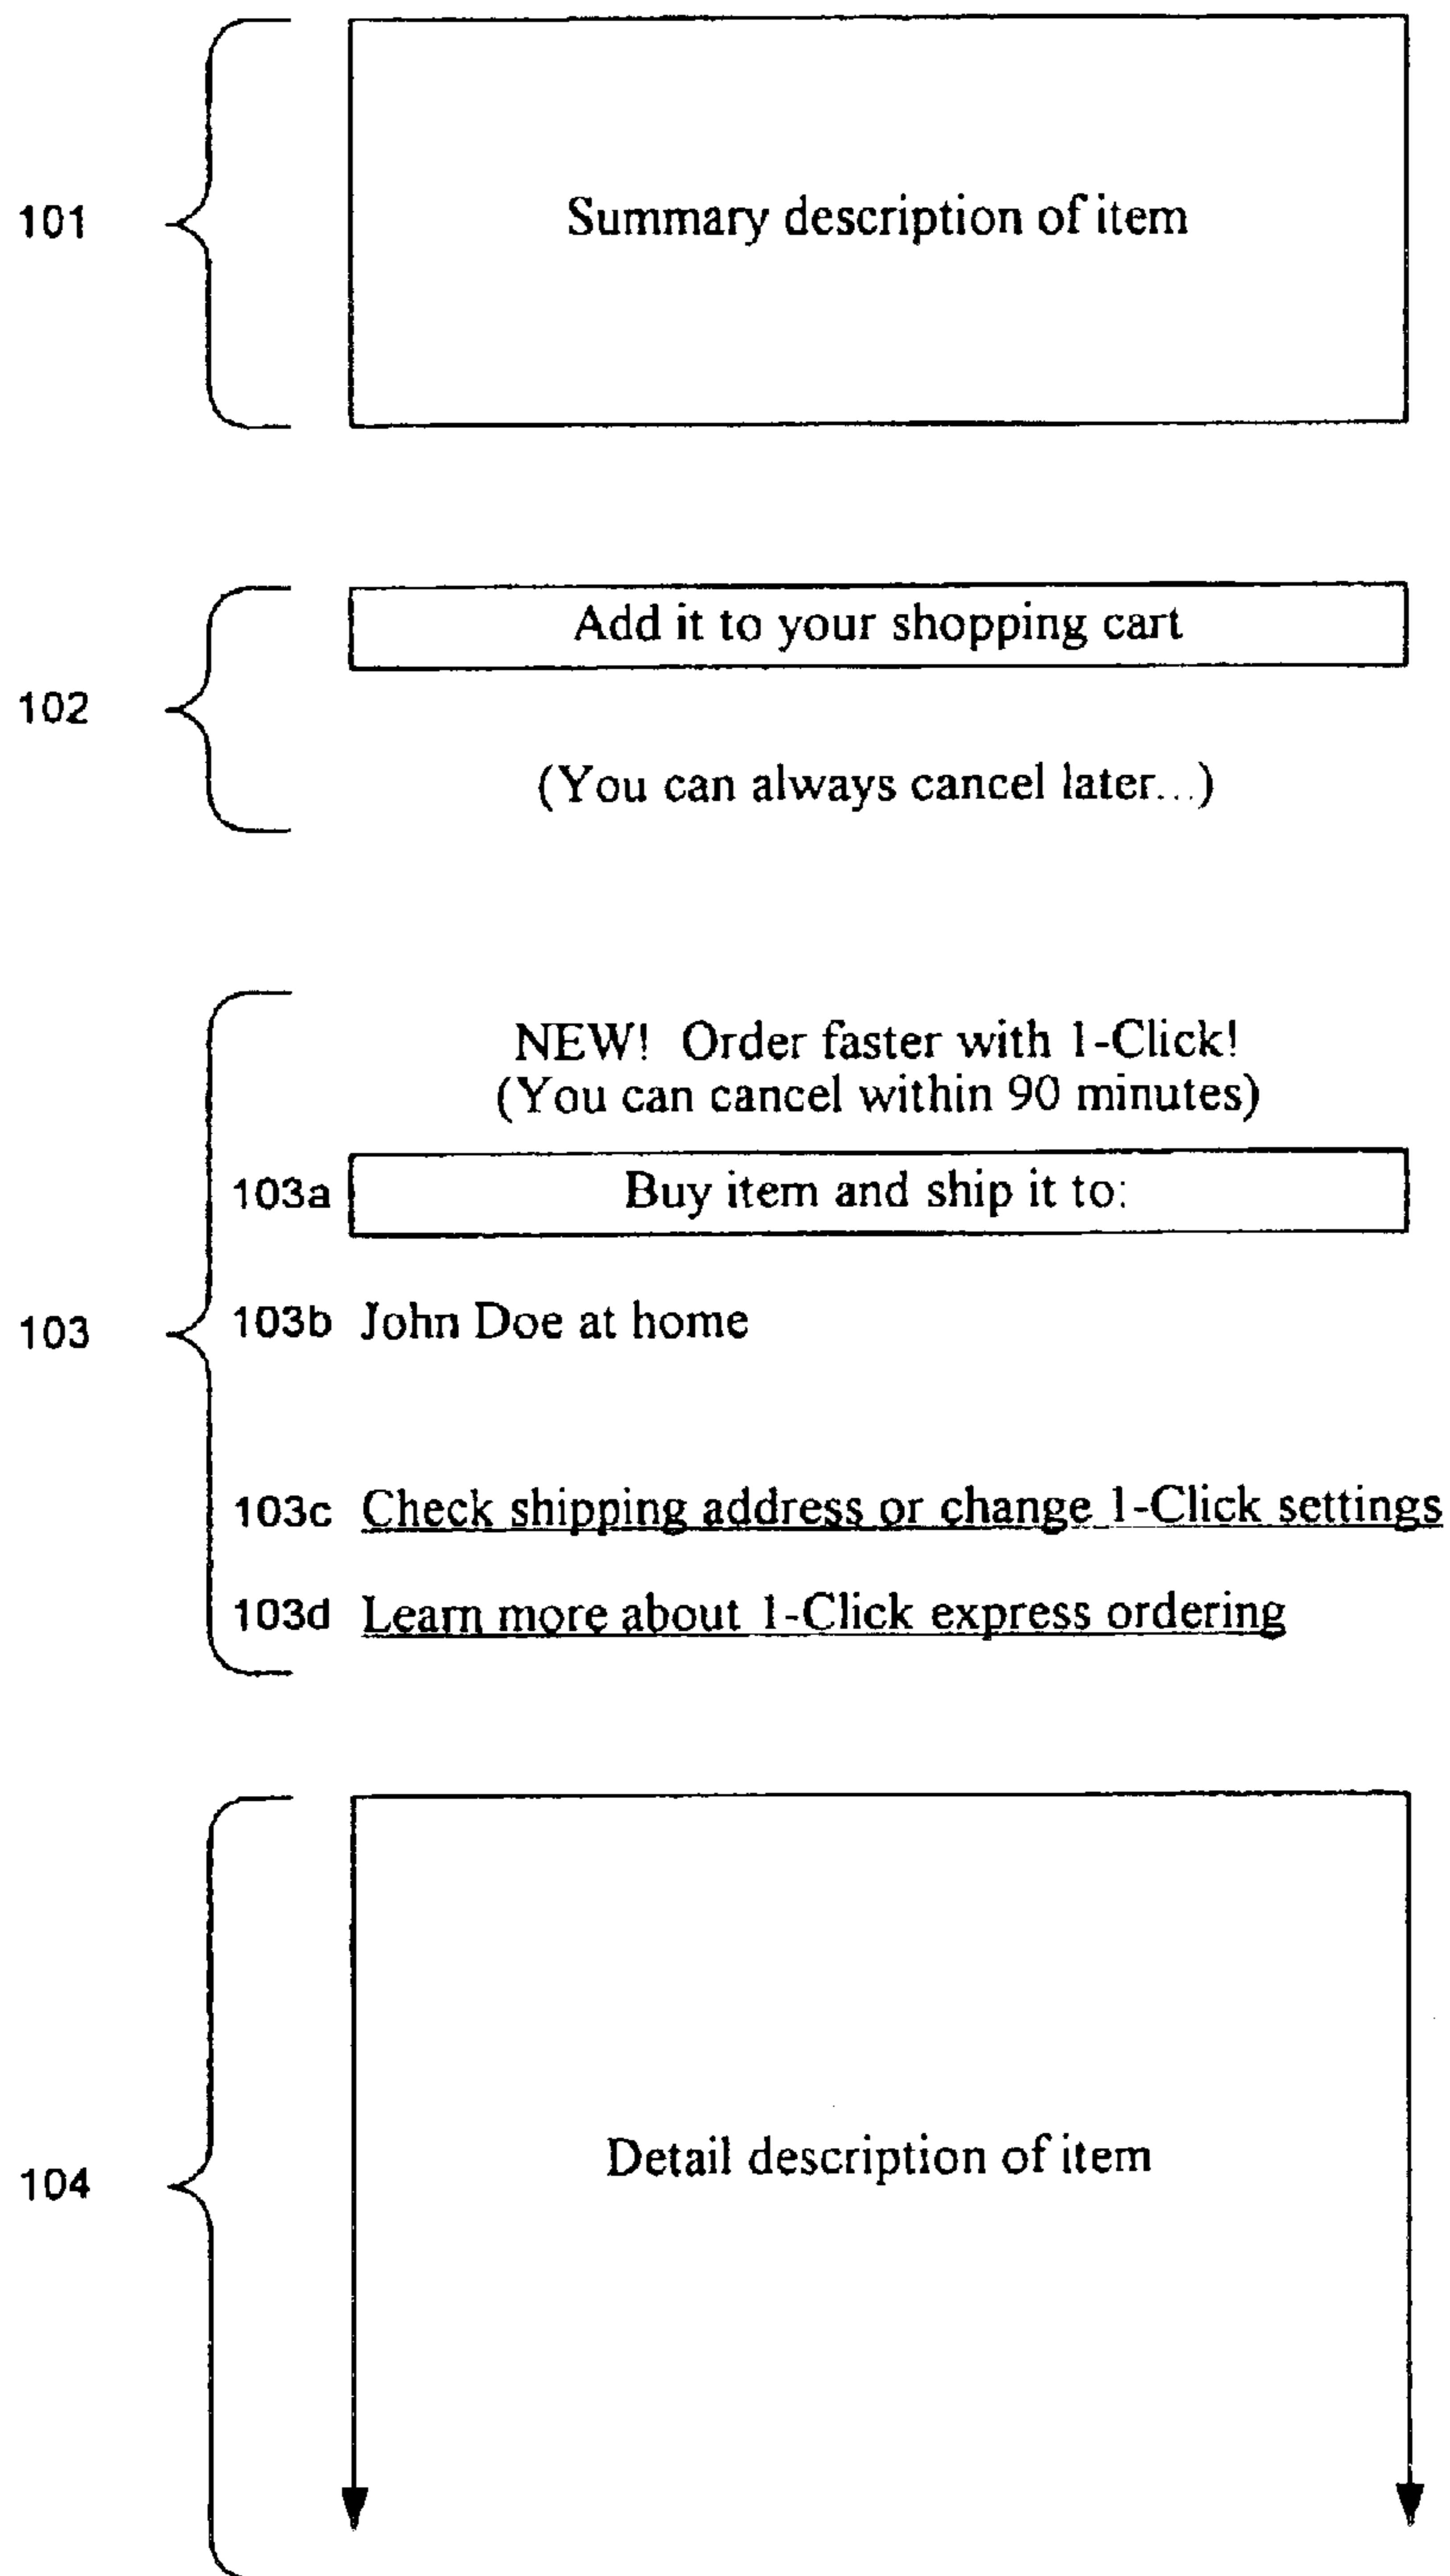 101
Summary description of item
Add it to your shopping cart
102
(You can always cancel later...)
NEW! Order faster with 1-Click!
(You can cancel within 90 minutes)
103a Buy item and ship it to:
103
103b John Doe at home
103c Check shipping address or change 1-Click settings
103d Learn more about 1-Click express ordering
Detail description of item
104